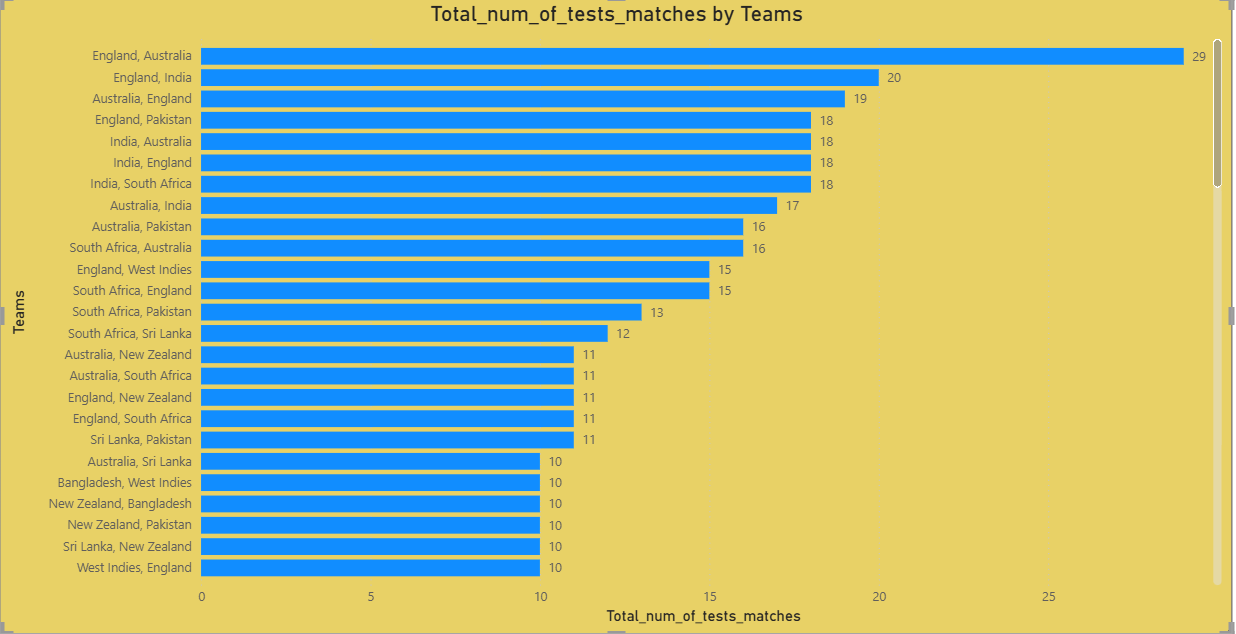 Total_num_of_tests_matches by Teams
Teams
England, Australia 29
England, India 20
Australia, England 19
England, Pakistan 18
India, Australia 18
India, England 18
India, South Africa 18
Australia, India 17
Australia, Pakistan 16
South Africa, Australia 16
England, West Indies 15
South Africa, England 15
South Africa, Pakistan 13
South Africa, Sri Lanka 12
Australia, New Zealand 11
Australia, South Africa 11
England, New Zealand 11
England, South Africa 11
Sri Lanka, Pakistan 11
Australia, Sri Lanka 10
Bangladesh, West Indies 10
New Zealand, Bangladesh 10
New Zealand, Pakistan 10
Sri Lanka, New Zealand 10
West Indies, England 10
0 5 10 15 20 25
Total_num_of_tests_matches